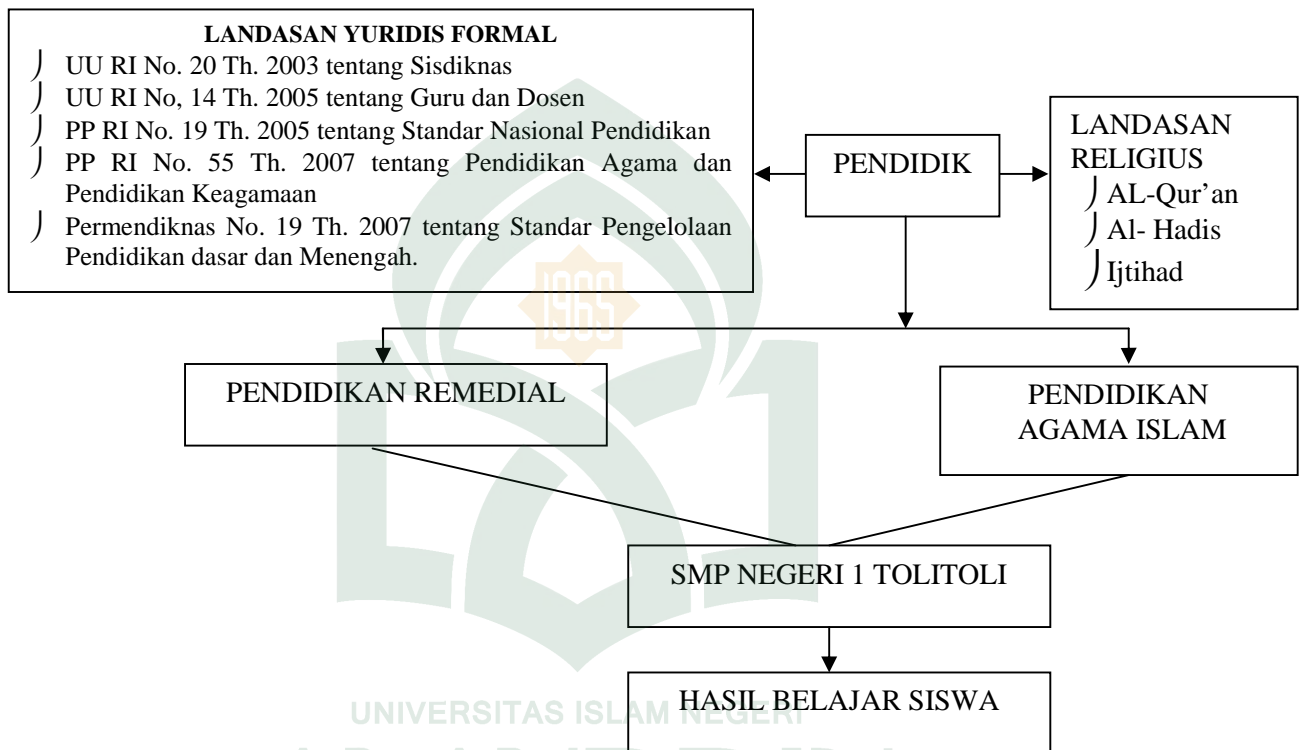 LANDASAN YURIDIS FORMAL
UU RI No. 20 Th. 2003 tentang Sisdiknas
UU RI No, 14 Th. 2005 tentang Guru dan Dosen
PP RI No. 19 Th. 2005 tentang Standar Nasional Pendidikan
PP RI No. 55 Th. 2007 tentang Pendidikan Agama dan
Pendidikan Keagamaan
Permendiknas No. 19 Th. 2007 tentang Standar Pengelolaan
Pendidikan dasar dan Menengah.
PENDIDIK
LANDASAN
RELIGIUS
AL-Qur’an
Al- Hadis
Ijtihad
1965
PENDIDIKAN REMEDIAL
PENDIDIKAN
AGAMA ISLAM
SMP NEGERI 1 TOLITOLI
HASIL BELAJAR SISWA
UNIVERSITAS ISLAM NEGERI